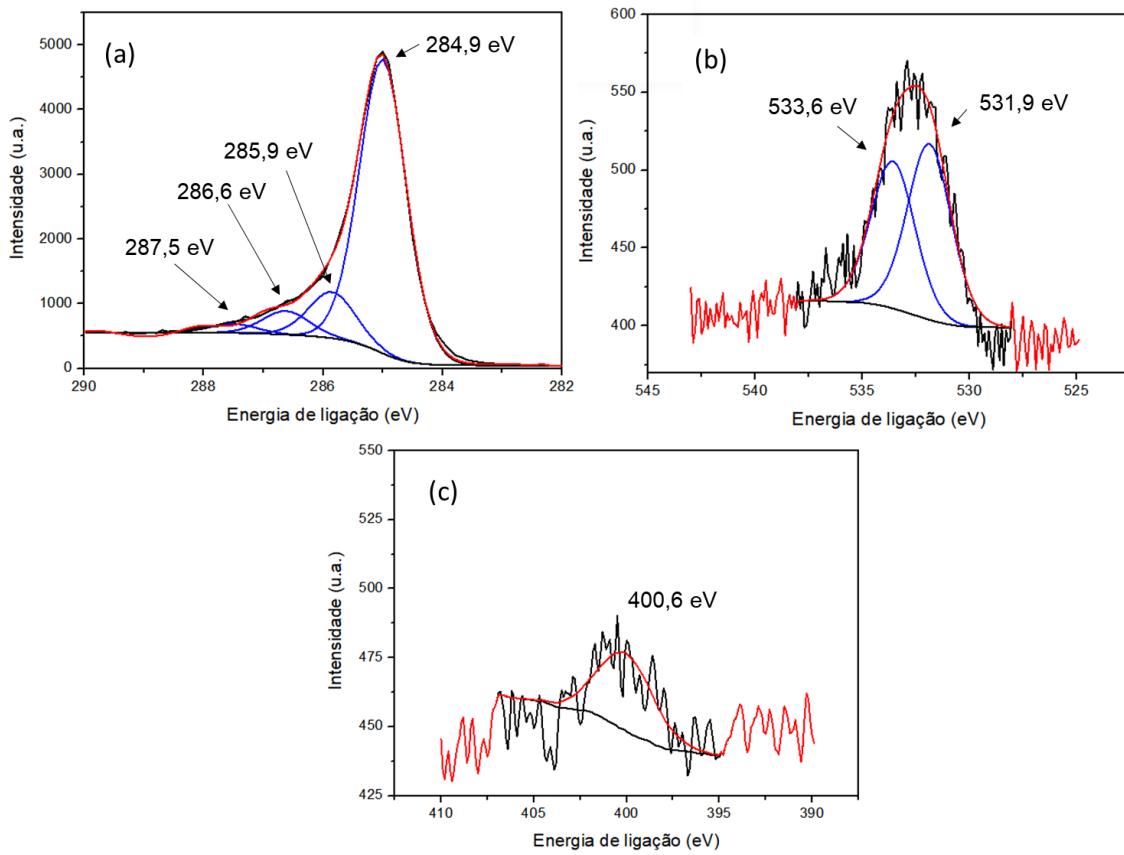 (a)
284,9 eV
285,9 eV
286,6 eV
287,5 eV
Intensidade (u.a.)
5000
4000
3000
2000
1000
0
290 288 286 284 282
Energia de ligação (eV)
(b)
533,6 eV
531,9 eV
Intensidade (u.a.)
600
550
500
450
400
545 540 535 530 525
Energia de ligação (eV)
(c)
400,6 eV
Intensidade (u.a.)
550
525
500
475
450
425
410 405 400 395 390
Energia de ligação (eV)